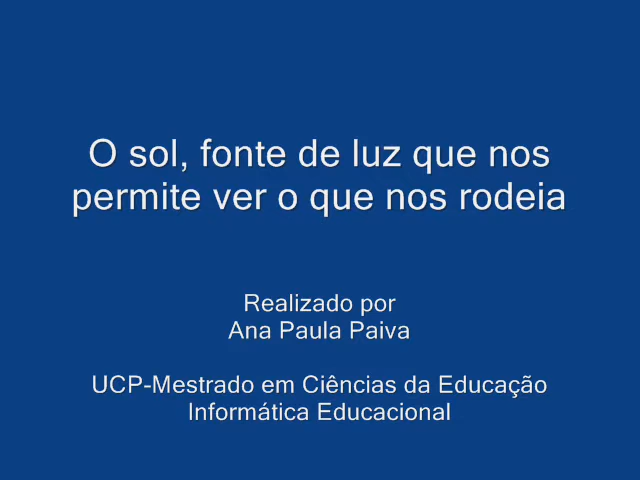 O sol, fonte de luz que nos
permite ver o que nos rodeia
Realizado por
Ana Paula Paiva
UCP-Mestrado em Ciências da Educação
Informática Educacional